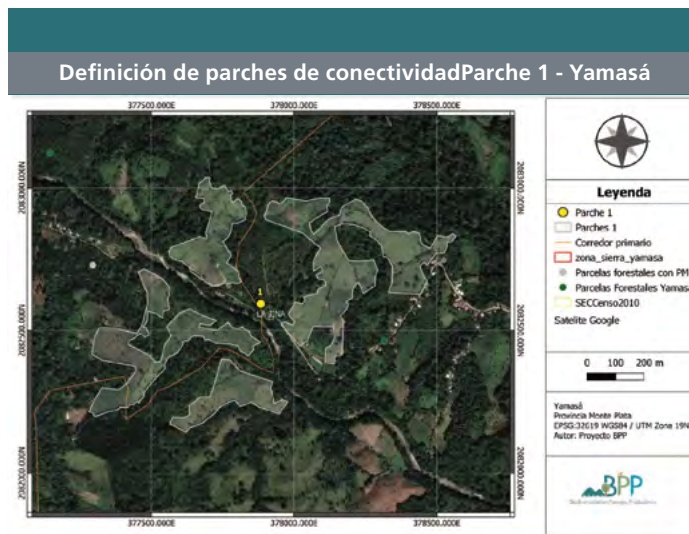 Definición de parches de conectividadParche 1 - Yamasá
377500.000E 378000.000E 378500.000E
2083000.000N 2083000.000N
2082500.000N 2082500.000N
2082000.000N 2082000.000N
1
377500.000E 378000.000E 378500.000E
Leyenda
Parche 1
Parches 1
Corredor primario
zona_sierra_yamasa
Parcelas forestales con PM
Parcelas Forestales Yamas
SECCenso2010
Satelite Google
0 100 200 m
Yamasá
Provincia Monte Plata
EPSG:32619 WGS84 / UTM Zone 19N
Autor: Proyecto BPP
BPP